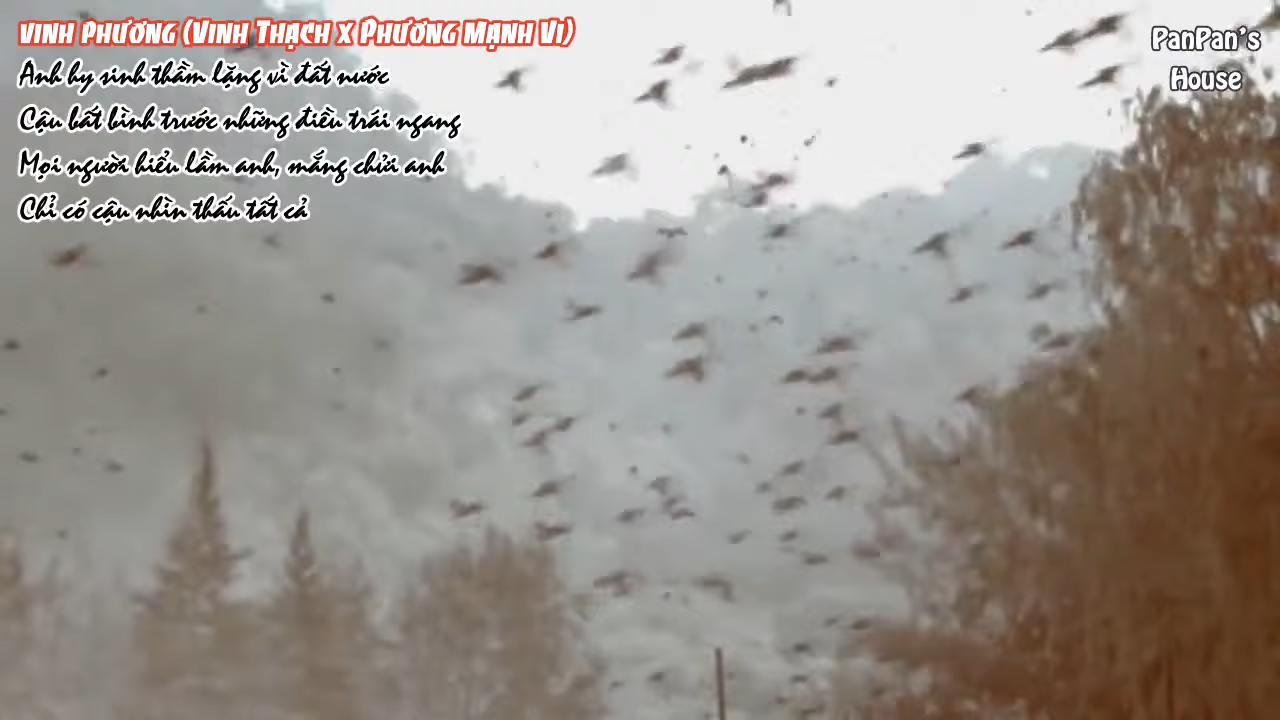 VINH PHƯƠNG (VINH THẠCH X PHƯƠNG MẠNH VI)
Anh hy sinh thầm lặng vì đất nước
Cậu bất bình trước những điều trái ngang
Mọi người hiểu lầm anh, mắng chửi anh
Chỉ có cậu nhìn thấu tất cả
PanPan's
House